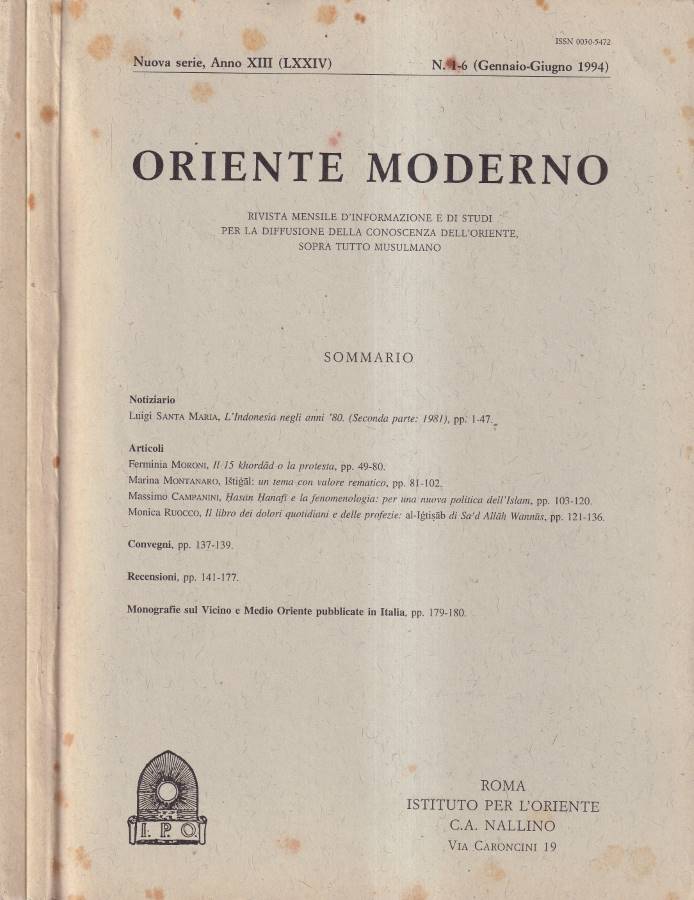 ISSN 0030-5472
Nuova serie, Anno XIII (LXXIV) N. 1-6 (Gennaio-Giugno 1994)
ORIENTE MODERNO
RIVISTA MENSILE D'INFORMAZIONE E DI STUDI
PER LA DIFFUSIONE DELLA CONOSCENZA DELL'ORIENTE,
SOPRA TUTTO MUSULMANO
SOMMARIO
Notiziario
Luigi SANTA MARIA, L'Indonesia negli anni '80. (Seconda parte: 1981), pp. 1-47.
Articoli
Ferminia MORONI, Il 15 khordād o la protesta, pp. 49-80.
Marina MONTANARO, Ištiġāl: un tema con valore rematico, pp. 81-102.
Massimo CAMPANINI, Ḥasan Ḥanafī e la fenomenologia: per una nuova politica dell'Islam, pp. 103-120.
Monica RUOCCO, Il libro dei dolori quotidiani e delle profezie: al-Iġtiṣāb di Sa'd Allāh Wannūs, pp. 121-136.
Convegni, pp. 137-139.
Recensioni, pp. 141-177.
Monografie sul Vicino e Medio Oriente pubblicate in Italia, pp. 179-180.
I. P. O.
ROMA
ISTITUTO PER L'ORIENTE
C.A. NALLINO
VIA CARONCINI 19